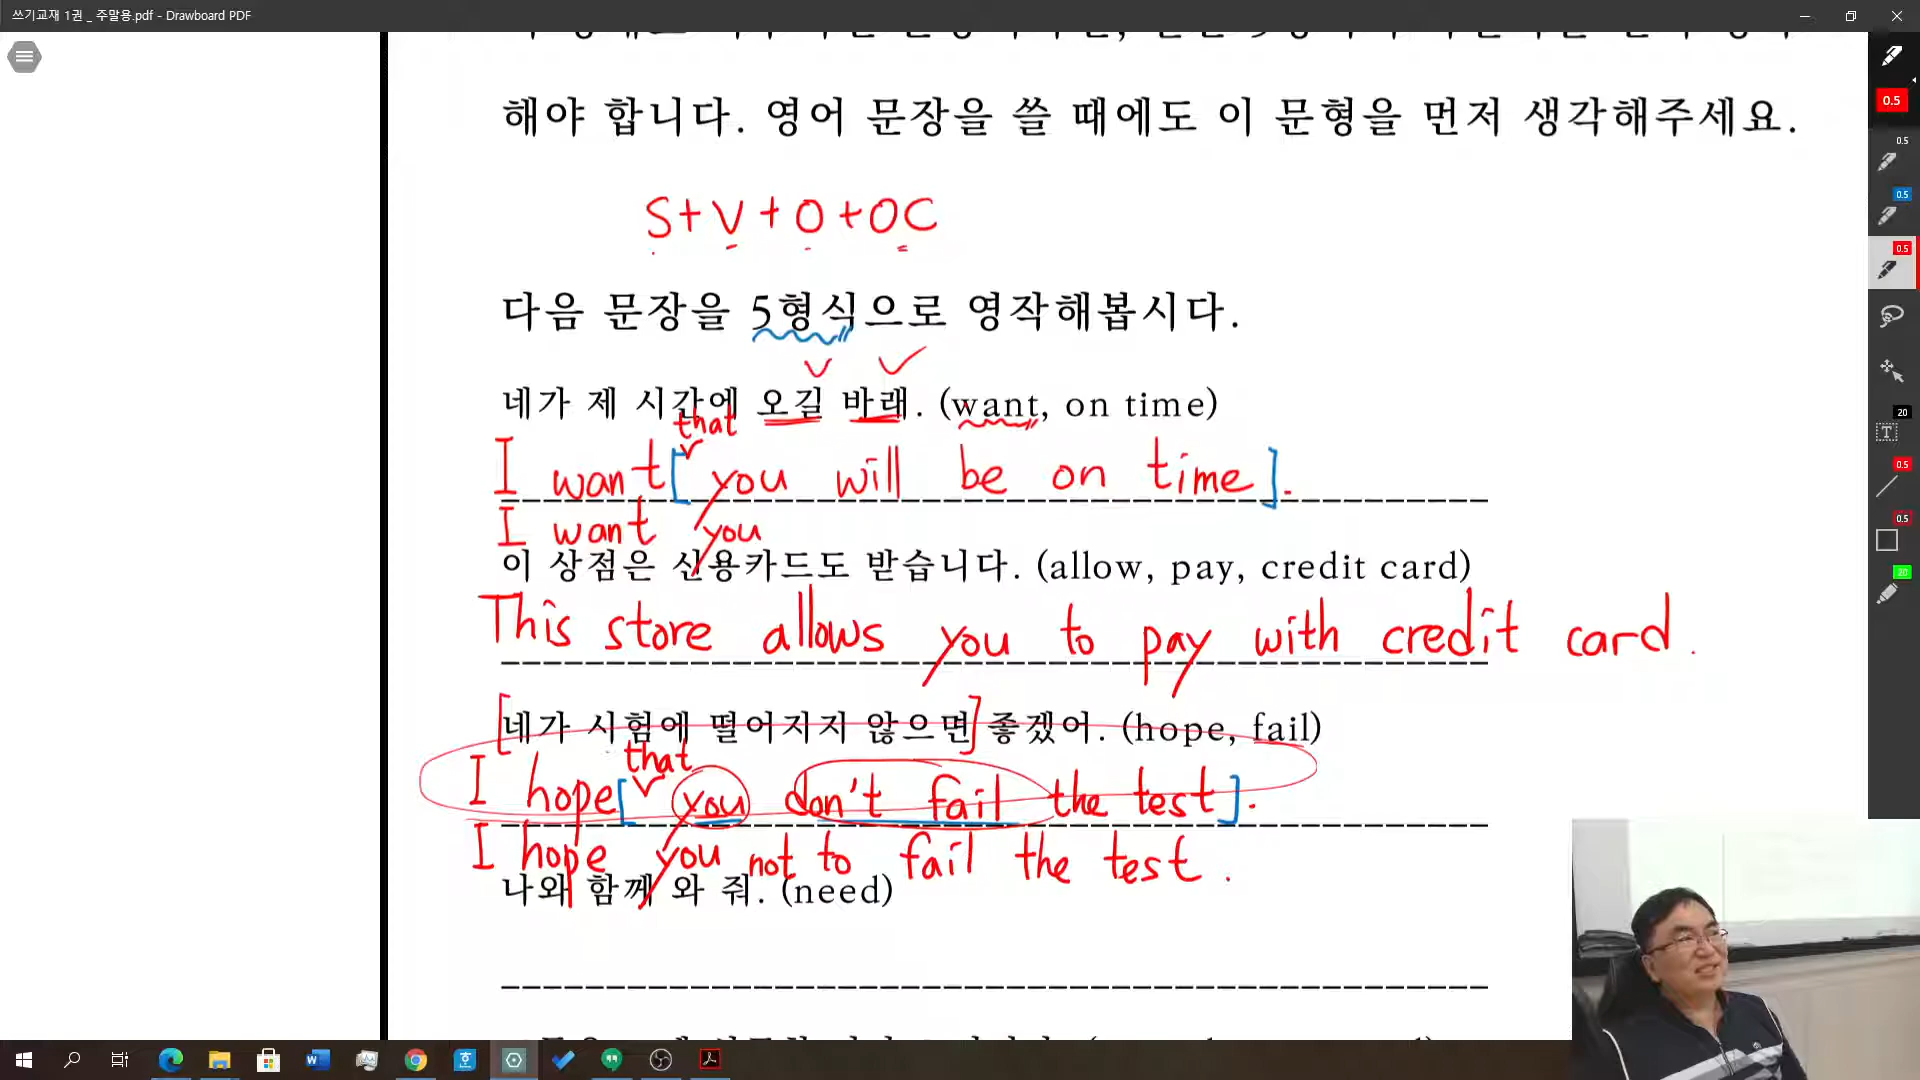 쓰기교재 1권 _ 주말용.pdf - Drawboard PDF
해야 합니다. 영어 문장을 쓸 때에도 이 문형을 먼저 생각해주세요.
S+V+O+OC
다음 문장을 5형식으로 영작해봅시다.
네가 제 시간에 오길 바래. (want, on time)
that
I want [ you will be on time ].
I want you
이 상점은 신용카드도 받습니다. (allow, pay, credit card)
This store allows you to pay with credit card.
[네가 시험에 떨어지지 않으면] 좋겠어. (hope, fail)
that
I hope [ you don't fail the test ].
I hope you not to fail the test.
나와 함께 와 줘. (need)
0.5
0.5
0.5
0.5
20
T
0.5
0.5
20